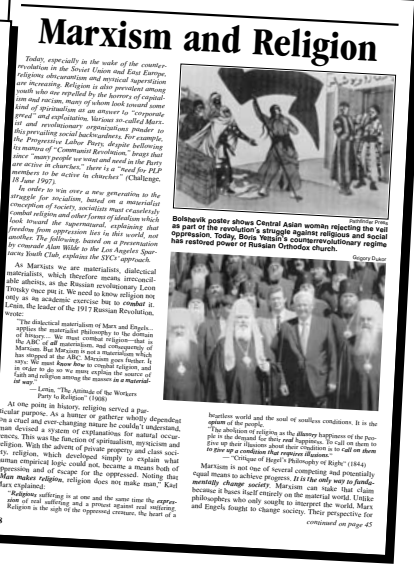 Marxism and Religion
Today, especially in the wake of the counter-
revolution in the Soviet Union and East Europe,
religious obscurantism and mystical superstition
are increasing. Religion is also prevalent among
youth who are repelled by the horrors of capital-
ism and racism, many of whom look toward some
kind of spiritualism as an answer to "corporate
greed" and exploitation. Various so-called Marx-
ist and revolutionary organizations pander to
this prevailing social backwardness. For example,
the Progressive Labor Party, despite bellowing
its mantra of "Communist Revolution," brags that
since "many people we want and need in the Party
are active in churches," there is a "need for PLP
members to be active in churches" (Challenge,
18 June 1997).
In order to win over a new generation to the
struggle for socialism, based on a materialist
conception of society, socialists must ceaselessly
combat religion and other forms of idealism which
look toward the supernatural, explaining that
freedom from oppression lies in this world, not
another. The following, based on a presentation
by comrade Alan Wilde to the Los Angeles Spar-
tacus Youth Club, explains the SYCs' approach.
As Marxists we are materialists, dialectical
materialists, which therefore means irreconcil-
able atheists, as the Russian revolutionary Leon
Trotsky once put it. We need to know religion not
only as an academic exercise but to combat it.
Lenin, the leader of the 1917 Russian Revolution,
wrote:
"The dialectical materialism of Marx and Engels...
applies the materialist philosophy to the domain
of history.... We must combat religion—that is
the ABC of all materialism, and consequently of
Marxism. But Marxism is not a materialism which
has stopped at the ABC. Marxism goes further. It
says: We must know how to combat religion, and
in order to do so we must explain the source of
faith and religion among the masses in a material-
ist way."
— Lenin, "The Attitude of the Workers
Party to Religion" (1908)
At one point in history, religion served a par-
ticular purpose. As a hunter or gatherer wholly dependent
on a cruel and ever-changing nature he couldn't understand,
man devised a system of explanations for natural occur-
rences. This was the function of spiritualism, mysticism and
religion. With the advent of private property and class soci-
ety, religion, which developed simply to explain what
human empirical logic could not, became a means both of
oppression and of escape for the oppressed. Noting that
"Man makes religion, religion does not make man," Karl
Marx explained:
"Religious suffering is at one and the same time the expres-
sion of real suffering and a protest against real suffering.
Religion is the sigh of the oppressed creature, the heart of a
8
Pathfinder Press
Bolshevik poster shows Central Asian woman rejecting the veil
as part of the revolution's struggle against religious and social
oppression. Today, Boris Yeltsin's counterrevolutionary regime
has restored power of Russian Orthodox church.
Grigory Dukor
heartless world and the soul of soulless conditions. It is the
opium of the people.
"The abolition of religion as the illusory happiness of the peo-
ple is the demand for their real happiness. To call on them to
give up their illusions about their condition is to call on them
to give up a condition that requires illusions."
— "Critique of Hegel's Philosophy of Right" (1844)
Marxism is not one of several competing and potentially
equal means to achieve progress. It is the only way to funda-
mentally change society. Marxism can stake that claim
because it bases itself entirely on the material world. Unlike
philosophers who only sought to interpret the world, Marx
and Engels fought to change society. Their perspective for
continued on page 45